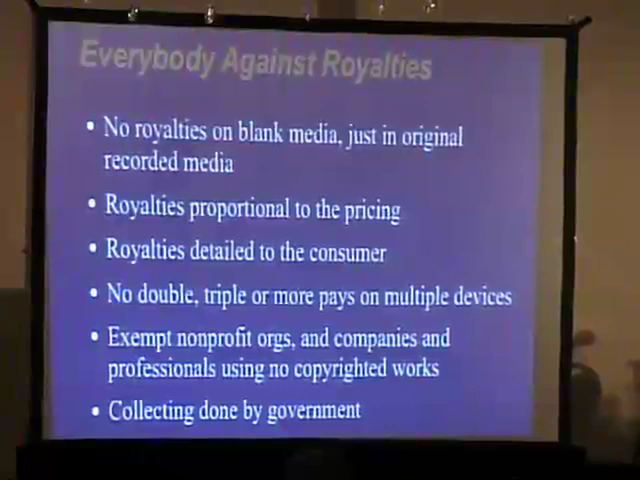 Everybody Against Royalties
• No royalties on blank media, just in original
recorded media
• Royalties proportional to the pricing
• Royalties detailed to the consumer
• No double, triple or more pays on multiple devices
• Exempt nonprofit orgs, and companies and
professionals using no copyrighted works
• Collecting done by government